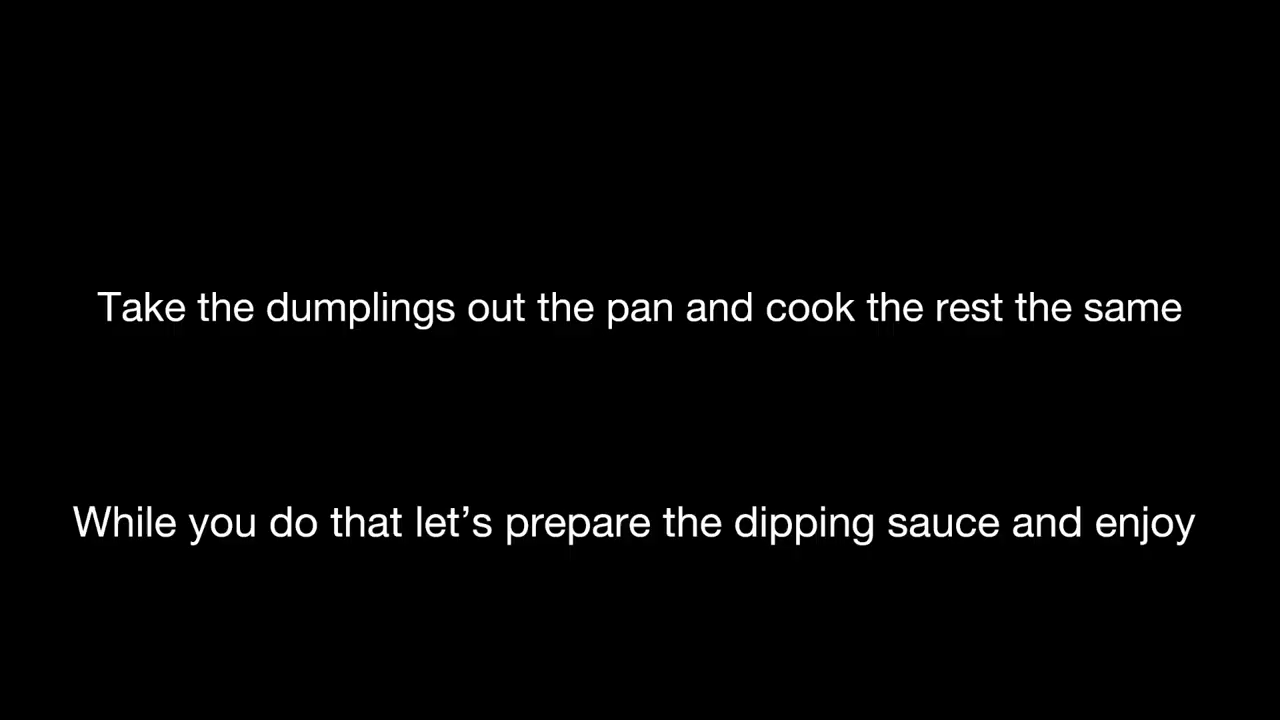 Take the dumplings out the pan and cook the rest the same
While you do that let’s prepare the dipping sauce and enjoy